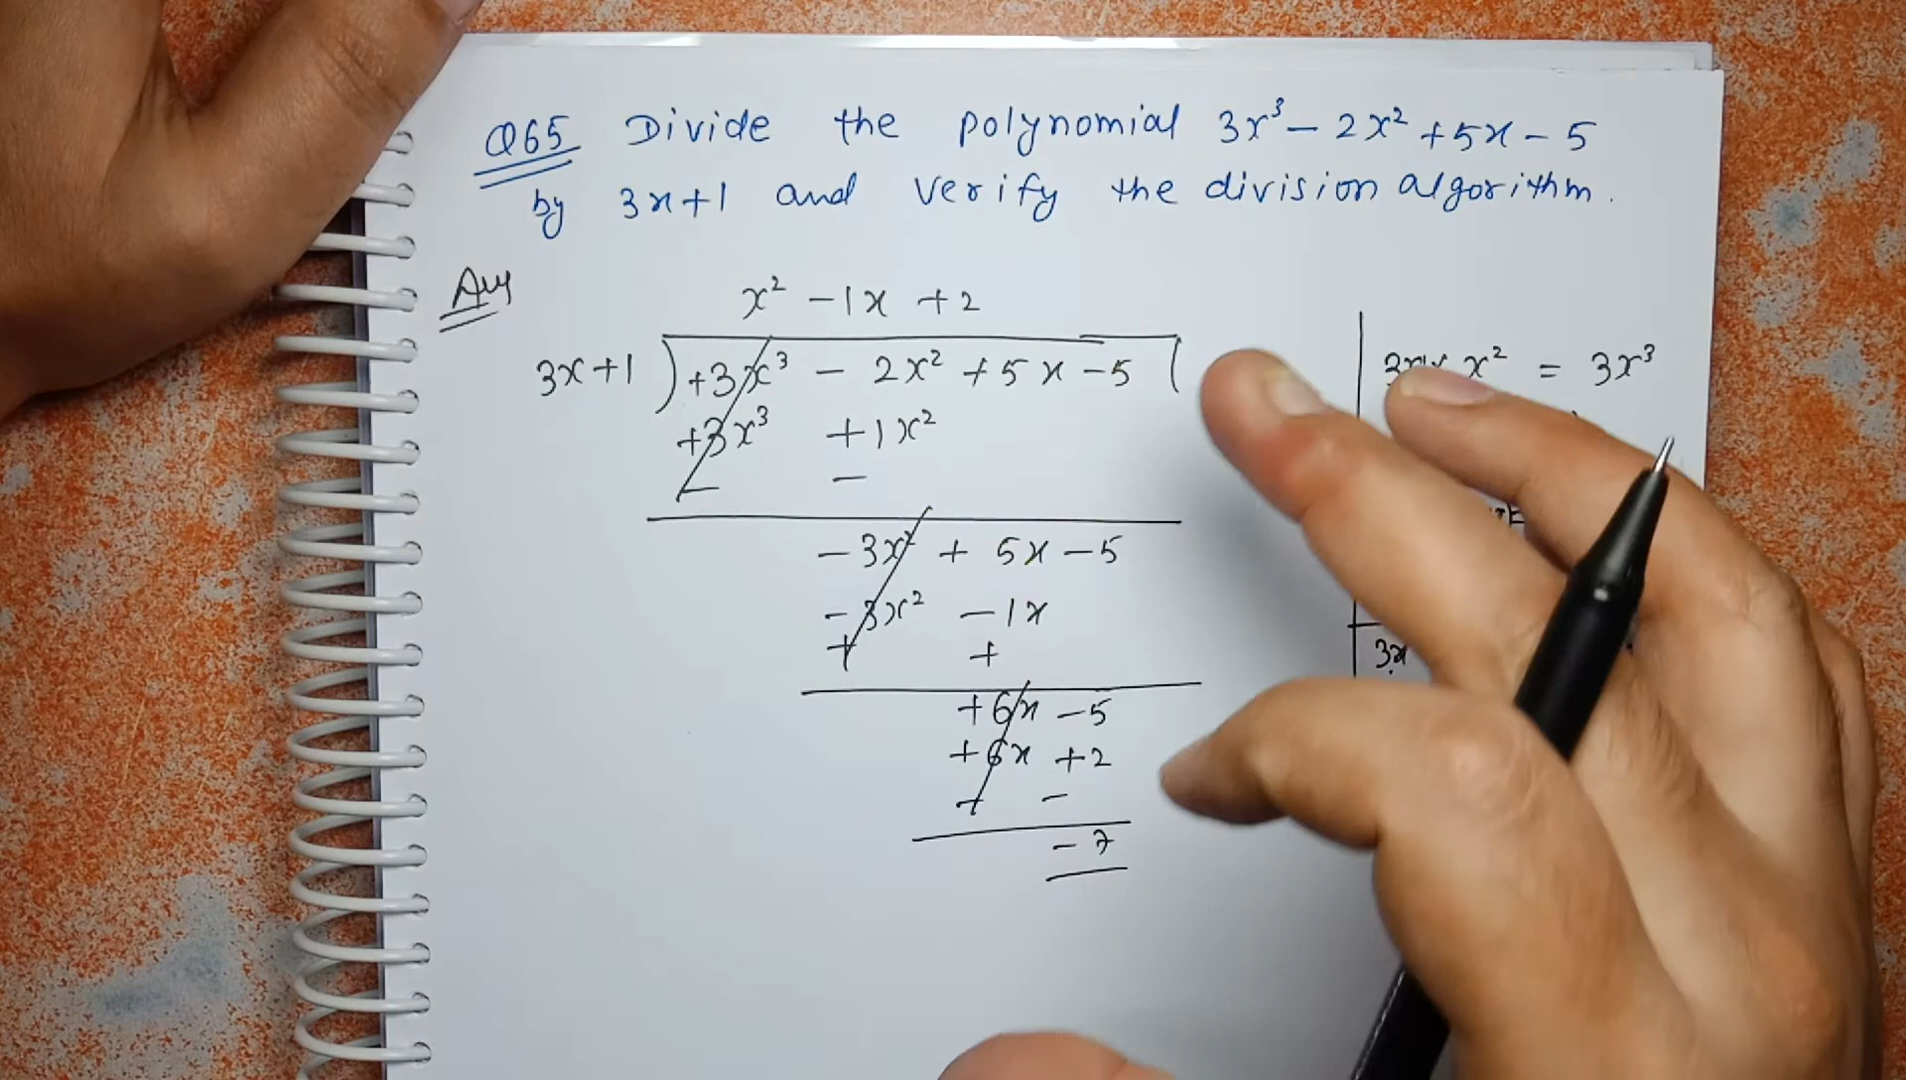 Q65 Divide the polynomial 3x³ - 2x² + 5x - 5
by 3x+1 and verify the division algorithm.
Ans
x² - 1x + 2
3x+1 ) +3x³ - 2x² + 5x - 5 (
+3x³ +1x²
- -
-3x² + 5x - 5
-3x² - 1x
+ +
+6x - 5
+6x + 2
- -
-7
x² = 3x³
3x